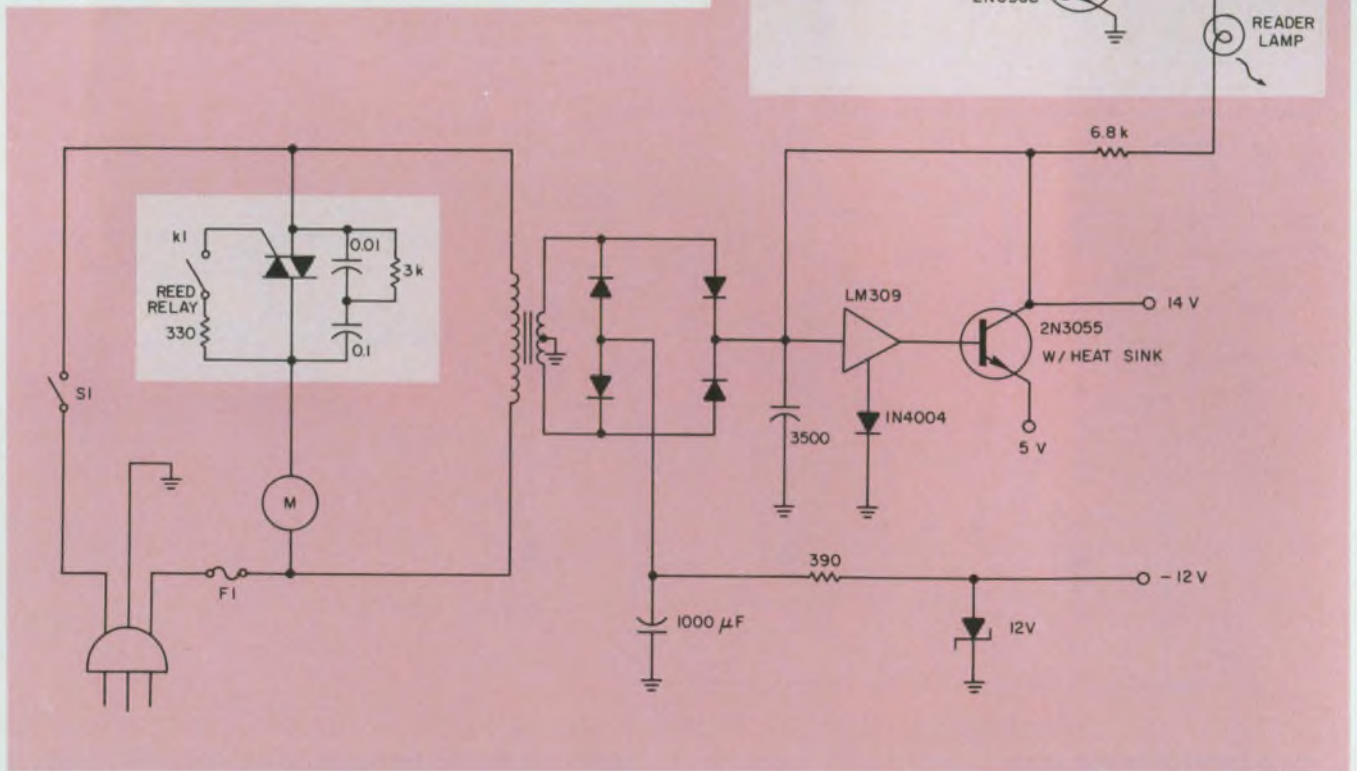 READER
LAMP
6.8 k
k1
0.01
3k
REED
RELAY
330
0.1
LM309
14 V
2N3055
W/ HEAT SINK
S1
3500
1N4004
5 V
M
390
-12 V
F1
1000 μF
12V